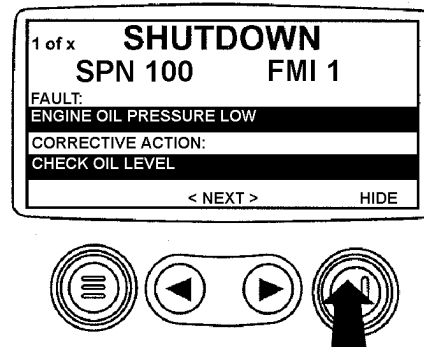 1 of x SHUTDOWN
SPN 100 FMI 1
FAULT:
ENGINE OIL PRESSURE LOW
CORRECTIVE ACTION:
CHECK OIL LEVEL
< NEXT > HIDE